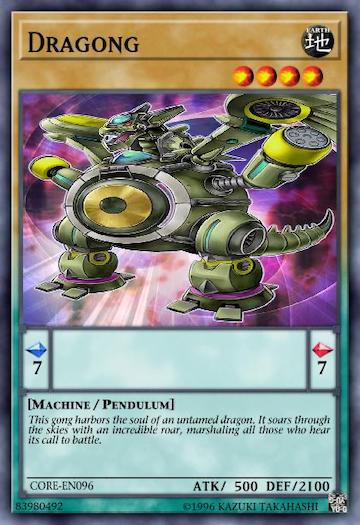 DRAGONG
EARTH
地
7
7
[MACHINE / PENDULUM]
This gong harbors the soul of an untamed dragon. It soars through
the skies with an incredible roar, marshaling all those who hear
its call to battle.
CORE-EN096
ATK/ 500 DEF/2100
83980492
©1996 KAZUKI TAKAHASHI